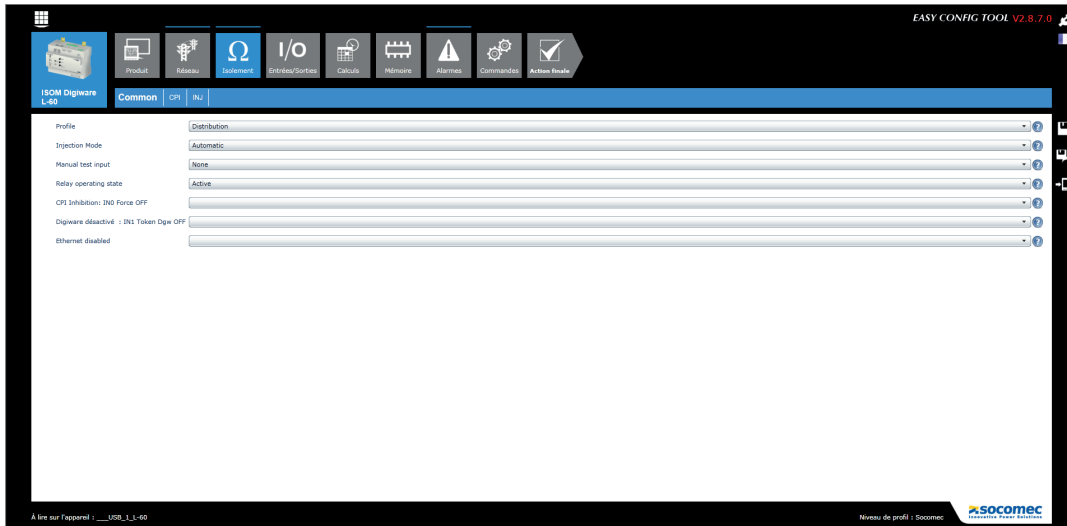 EASY CONFIG TOOL V2.8.7.0
Produit
Réseau
Ω
Isolement
I/O
Entrées/Sorties
Calculs
Mémoire
Alarmes
Commandes
Action finale
ISOM Digiware
L-60
Common CPI INJ
Profile Distribution ?
Injection Mode Automatic ?
Manual test input None ?
Relay operating state Active ?
CPI Inhibition: IN0 Force OFF ?
Digiware désactivé : IN1 Token Dgw OFF ?
Ethernet disabled ?
À lire sur l'appareil : ___USB_1_L-60
Niveau de profil : Socomec
socomec
Innovative Power Solutions